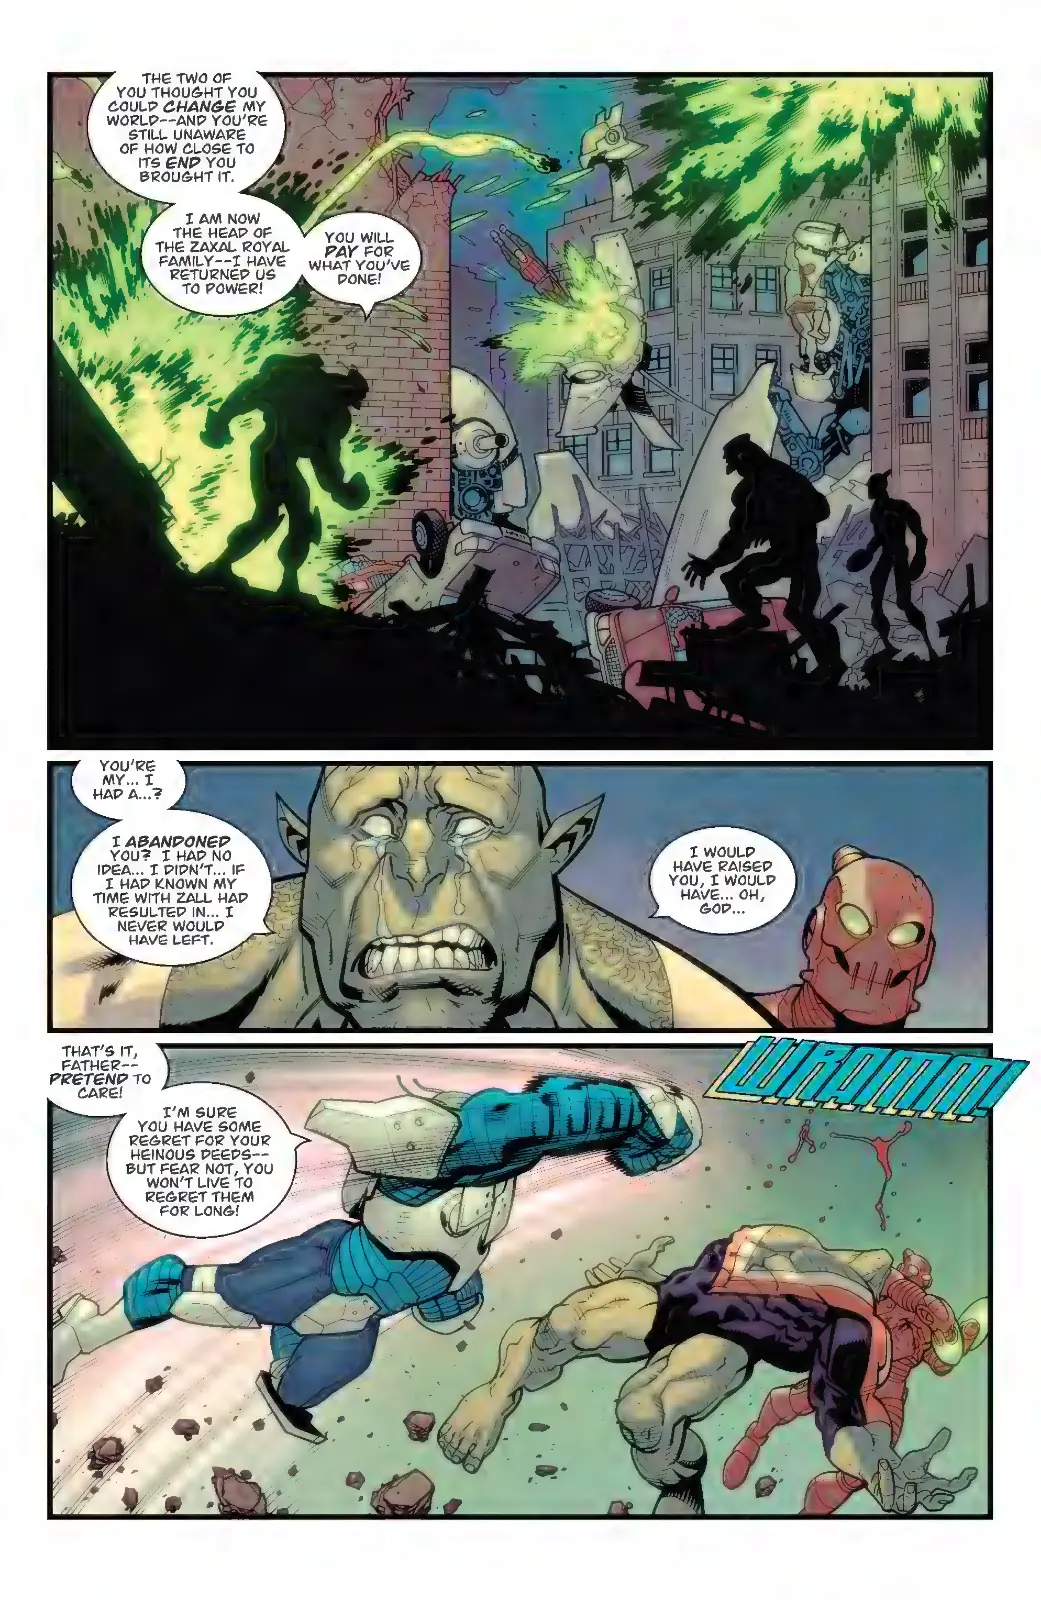 THE TWO OF
YOU THOUGHT YOU
COULD CHANGE MY
WORLD--AND YOU'RE
STILL UNAWARE
OF HOW CLOSE TO
ITS END YOU
BROUGHT IT.
I AM NOW
THE HEAD OF
THE ZAXAL ROYAL
FAMILY--I HAVE
RETURNED US
TO POWER!
YOU WILL
PAY FOR
WHAT YOU'VE
DONE!
YOU'RE
MY... I
HAD A...?
I ABANDONED
YOU? I HAD NO
IDEA... I DIDN'T... IF
I HAD KNOWN MY
TIME WITH ZALL HAD
RESULTED IN... I
NEVER WOULD
HAVE LEFT.
I WOULD
HAVE RAISED
YOU, I WOULD
HAVE... OH,
GOD...
THAT'S IT,
FATHER--
PRETEND TO
CARE!
I'M SURE
YOU HAVE SOME
REGRET FOR YOUR
HEINOUS DEEDS--
BUT FEAR NOT, YOU
WON'T LIVE TO
REGRET THEM
FOR LONG!
WRAMM!